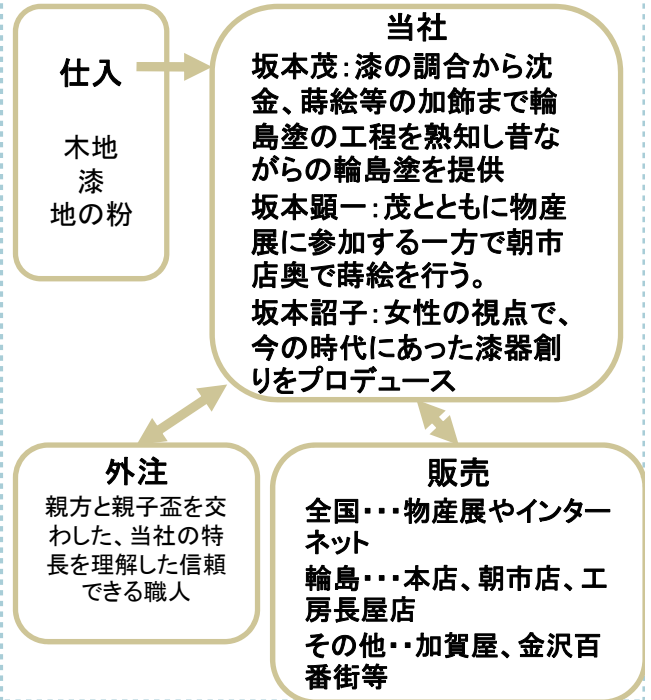 仕入
木地
漆
地の粉
当社
坂本茂：漆の調合から沈
金、蒔絵等の加飾まで輪
島塗の工程を熟知し昔な
がらの輪島塗を提供
坂本顕一：茂とともに物産
展に参加する一方で朝市
店奥で蒔絵を行う。
坂本詔子：女性の視点で、
今の時代にあった漆器創
りをプロデュース
外注
親方と親子盃を交
わした、当社の特
長を理解した信頼
できる職人
販売
全国・・・物産展やインター
ネット
輪島・・・本店、朝市店、工
房長屋店
その他・・加賀屋、金沢百
番街等